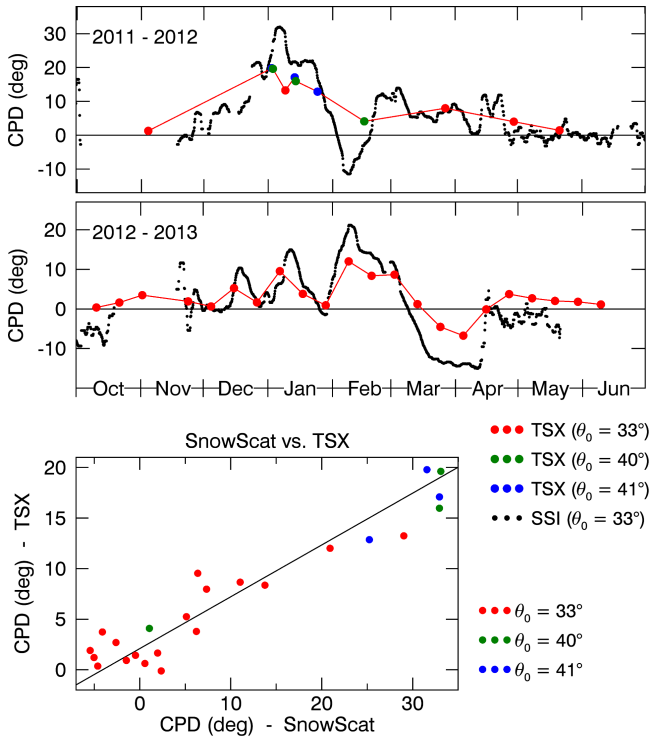 2011 - 2012
CPD (deg)
30
20
10
0
-10
2012 - 2013
CPD (deg)
20
10
0
-10
Oct Nov Dec Jan Feb Mar Apr May Jun
TSX (θ₀ = 33°)
TSX (θ₀ = 40°)
TSX (θ₀ = 41°)
SSI (θ₀ = 33°)
SnowScat vs. TSX
CPD (deg) - TSX
20
15
10
5
0
0 10 20 30
CPD (deg) - SnowScat
θ₀ = 33°
θ₀ = 40°
θ₀ = 41°